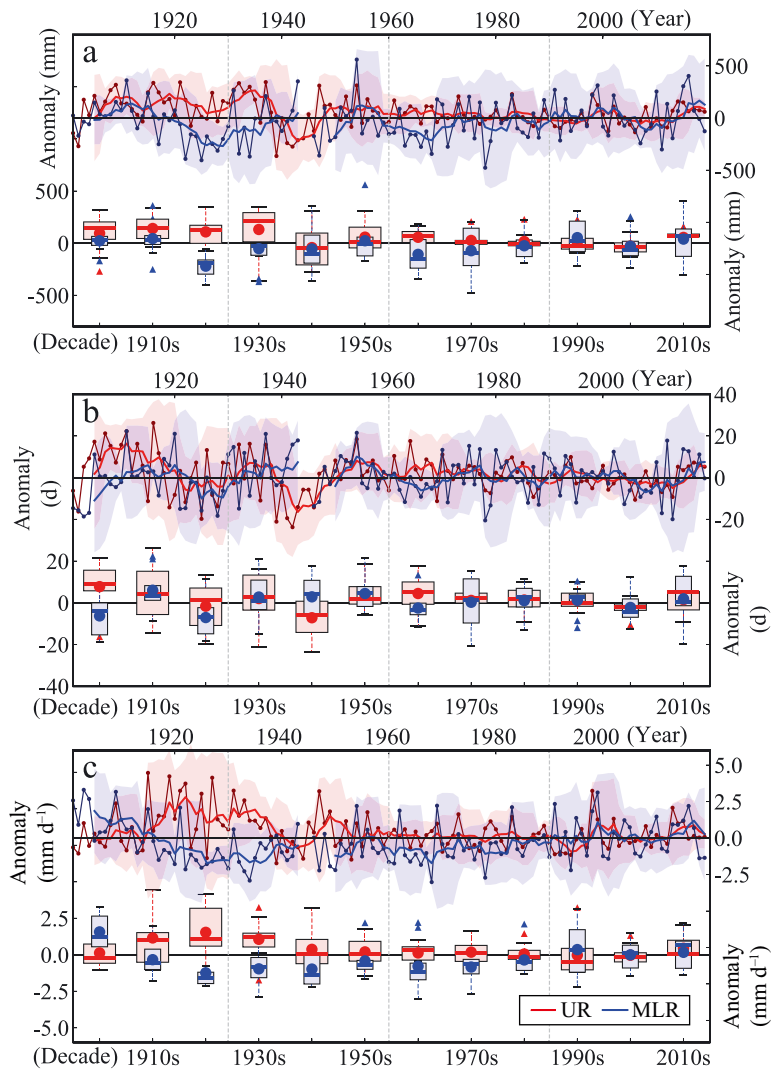 1920 1940 1960 1980 2000 (Year)
a
Anomaly (mm)
500
0
-500
500
0
-500
Anomaly (mm)
(Decade) 1910s 1930s 1950s 1970s 1990s 2010s
1920 1940 1960 1980 2000 (Year)
b
Anomaly
(d)
40
20
0
-20
20
0
-20
-40
Anomaly
(d)
(Decade) 1910s 1930s 1950s 1970s 1990s 2010s
1920 1940 1960 1980 2000 (Year)
c
Anomaly
(mm d⁻¹)
5.0
2.5
0.0
-2.5
2.5
0.0
-2.5
-5.0
Anomaly
(mm d⁻¹)
UR MLR
(Decade) 1910s 1930s 1950s 1970s 1990s 2010s